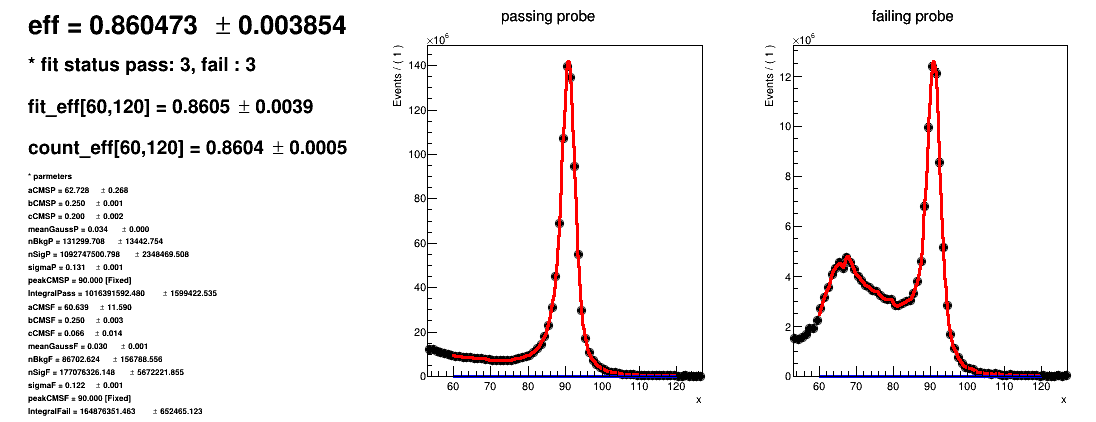 eff = 0.860473 ± 0.003854
* fit status pass: 3, fail : 3
fit_eff[60,120] = 0.8605 ± 0.0039
count_eff[60,120] = 0.8604 ± 0.0005
* parmeters
aCMSP = 62.728 ± 0.268
bCMSP = 0.250 ± 0.001
cCMSP = 0.200 ± 0.002
meanGaussP = 0.034 ± 0.000
nBkgP = 131299.708 ± 13442.754
nSigP = 1092747500.798 ± 2348469.508
sigmaP = 0.131 ± 0.001
peakCMSP = 90.000 [Fixed]
IntegralPass = 1016391592.480 ± 1599422.535
aCMSF = 60.639 ± 11.590
bCMSF = 0.250 ± 0.003
cCMSF = 0.066 ± 0.014
meanGaussF = 0.030 ± 0.001
nBkgF = 86702.624 ± 156788.556
nSigF = 177076326.148 ± 5672221.855
sigmaF = 0.122 ± 0.001
peakCMSF = 90.000 [Fixed]
IntegralFail = 164876351.463 ± 652465.123
passing probe
×10⁶
Events / ( 1 )
140
120
100
80
60
40
20
0
60 70 80 90 100 110 120
x
failing probe
×10⁶
Events / ( 1 )
12
10
8
6
4
2
0
60 70 80 90 100 110 120
x